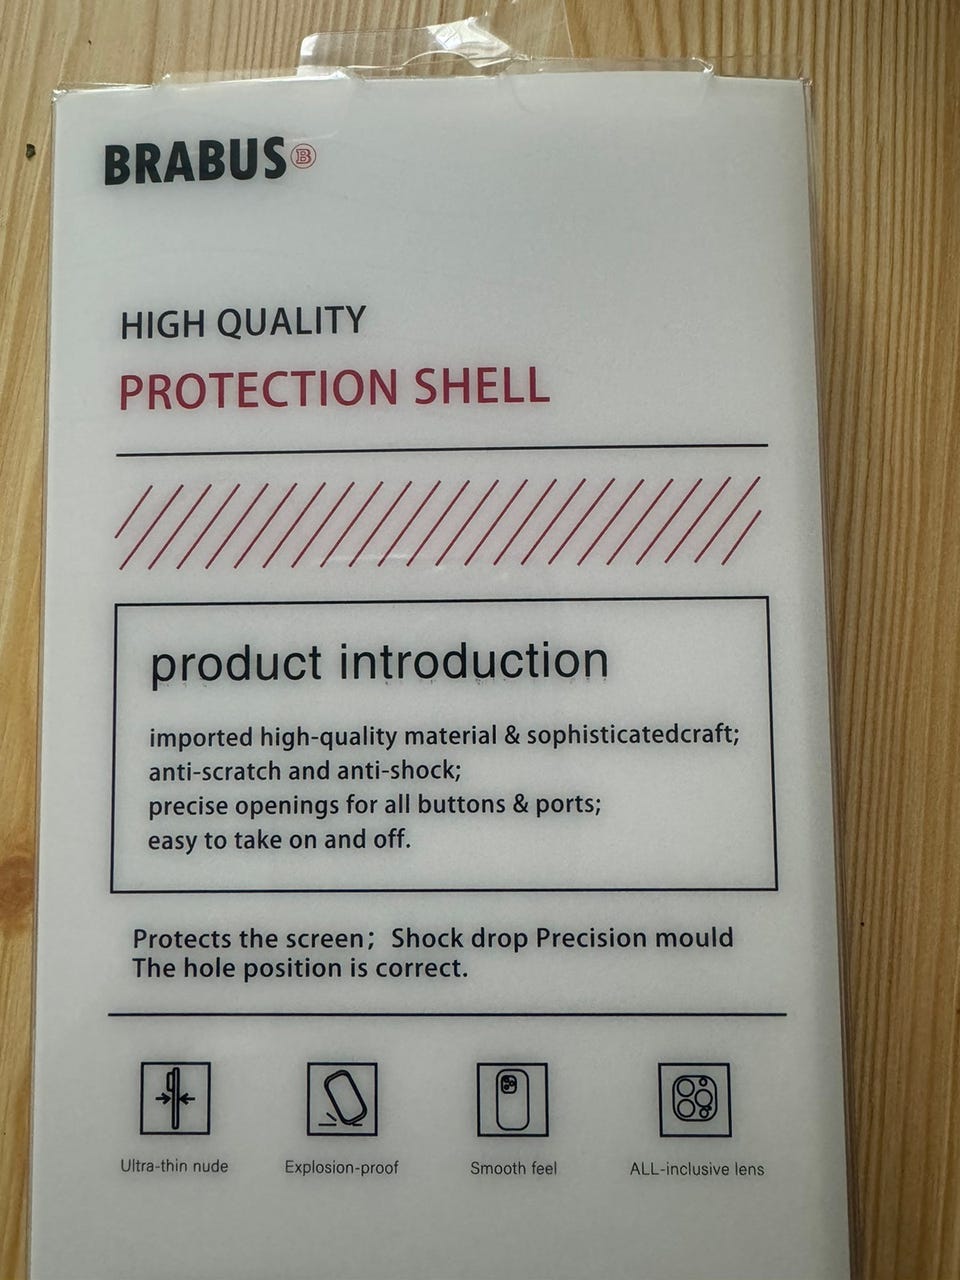 BRABUS B
HIGH QUALITY
PROTECTION SHELL
product introduction
imported high-quality material & sophisticatedcraft;
anti-scratch and anti-shock;
precise openings for all buttons & ports;
easy to take on and off.
Protects the screen; Shock drop Precision mould
The hole position is correct.
Ultra-thin nude Explosion-proof Smooth feel ALL-inclusive lens